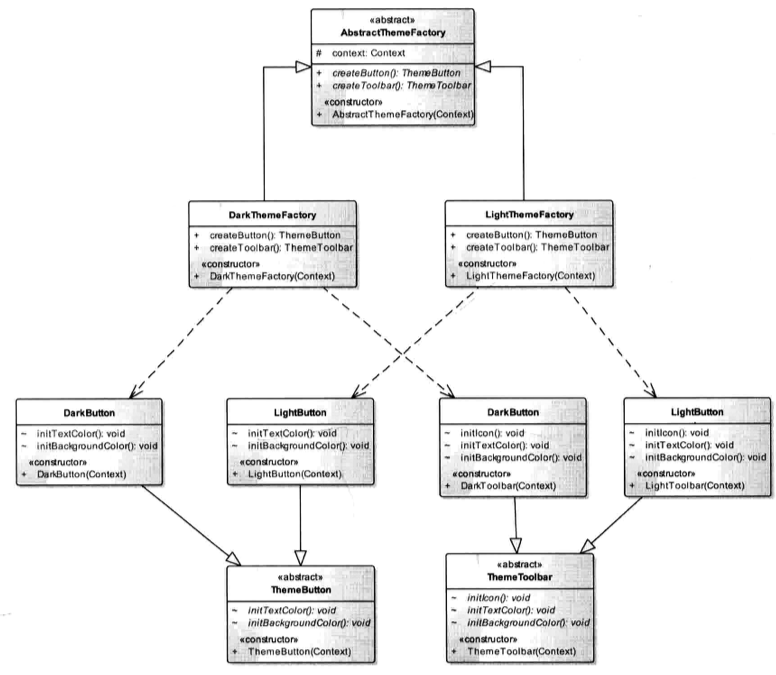 «abstract»
AbstractThemeFactory
# context: Context
+ createButton(): ThemeButton
+ createToolbar(): ThemeToolbar
«constructor»
+ AbstractThemeFactory(Context)
DarkThemeFactory
+ createButton(): ThemeButton
+ createToolbar(): ThemeToolbar
«constructor»
+ DarkThemeFactory(Context)
LightThemeFactory
+ createButton(): ThemeButton
+ createToolbar(): ThemeToolbar
«constructor»
+ LightThemeFactory(Context)
DarkButton
~ initTextColor(): void
~ initBackgroundColor(): void
«constructor»
+ DarkButton(Context)
LightButton
~ initTextColor(): void
~ initBackgroundColor(): void
«constructor»
+ LightButton(Context)
DarkButton
~ initIcon(): void
~ initTextColor(): void
~ initBackgroundColor(): void
«constructor»
+ DarkToolbar(Context)
LightButton
~ initIcon(): void
~ initTextColor(): void
~ initBackgroundColor(): void
«constructor»
+ LightToolbar(Context)
«abstract»
ThemeButton
~ initTextColor(): void
~ initBackgroundColor(): void
«constructor»
+ ThemeButton(Context)
«abstract»
ThemeToolbar
~ initIcon(): void
~ initTextColor(): void
~ initBackgroundColor(): void
«constructor»
+ ThemeToolbar(Context)